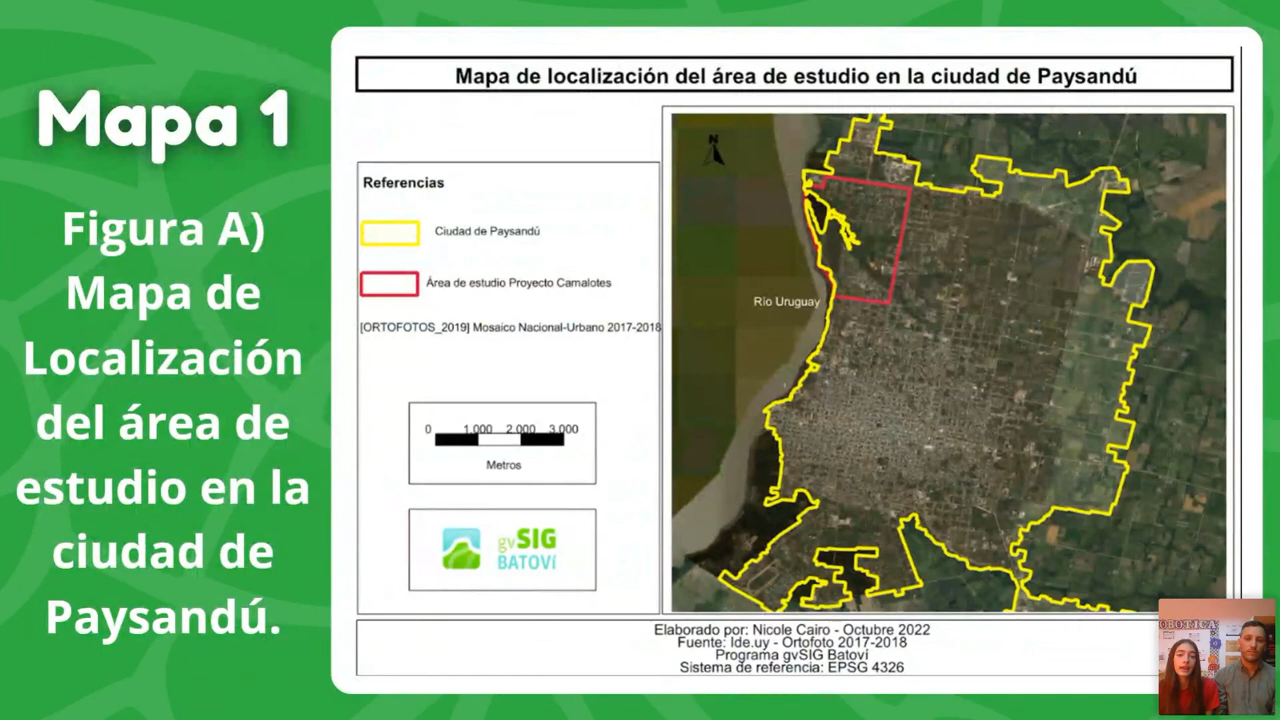 Mapa 1
Figura A)
Mapa de
Localización
del área de
estudio en la
ciudad de
Paysandú.
Mapa de localización del área de estudio en la ciudad de Paysandú
Referencias
Ciudad de Paysandú
Área de estudio Proyecto Camalotes
[ORTOFOTOS_2019] Mosaico Nacional-Urbano 2017-2018
0 1.000 2.000 3.000
Metros
gvSIG
BATOVÍ
N
Río Uruguay
Elaborado por: Nicole Cairo - Octubre 2022
Fuente: Ide.uy - Ortofoto 2017-2018
Programa gvSIG Batoví
Sistema de referencia: EPSG 4326
OBOTICA